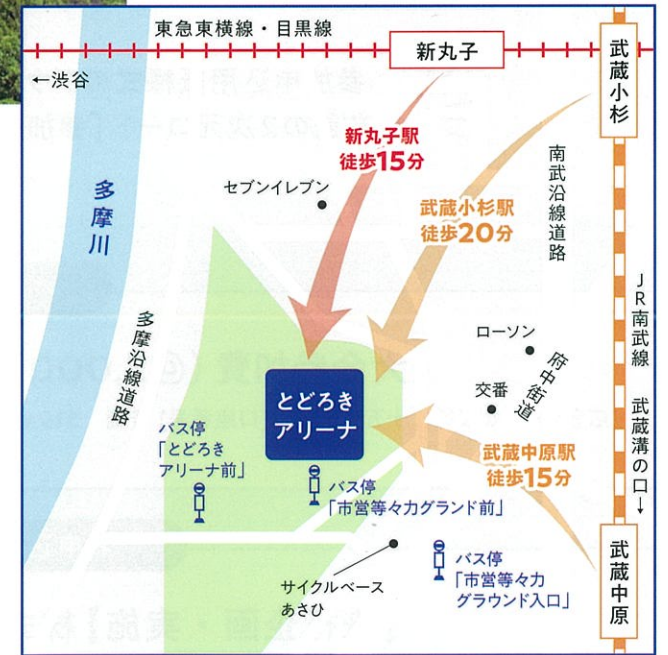 東急東横線・目黒線
新丸子
武蔵小杉
←渋谷
新丸子駅
徒歩15分
南武沿線道路
セブンイレブン
武蔵小杉駅
徒歩20分
多摩川
JR南武線
武蔵溝の口→
多摩沿線道路
ローソン
府中街道
交番
とどろき
アリーナ
バス停
「とどろき
アリーナ前」
武蔵中原駅
徒歩15分
バス停
「市営等々力グランド前」
武蔵中原
サイクルベース
あさひ
バス停
「市営等々力
グラウンド入口」